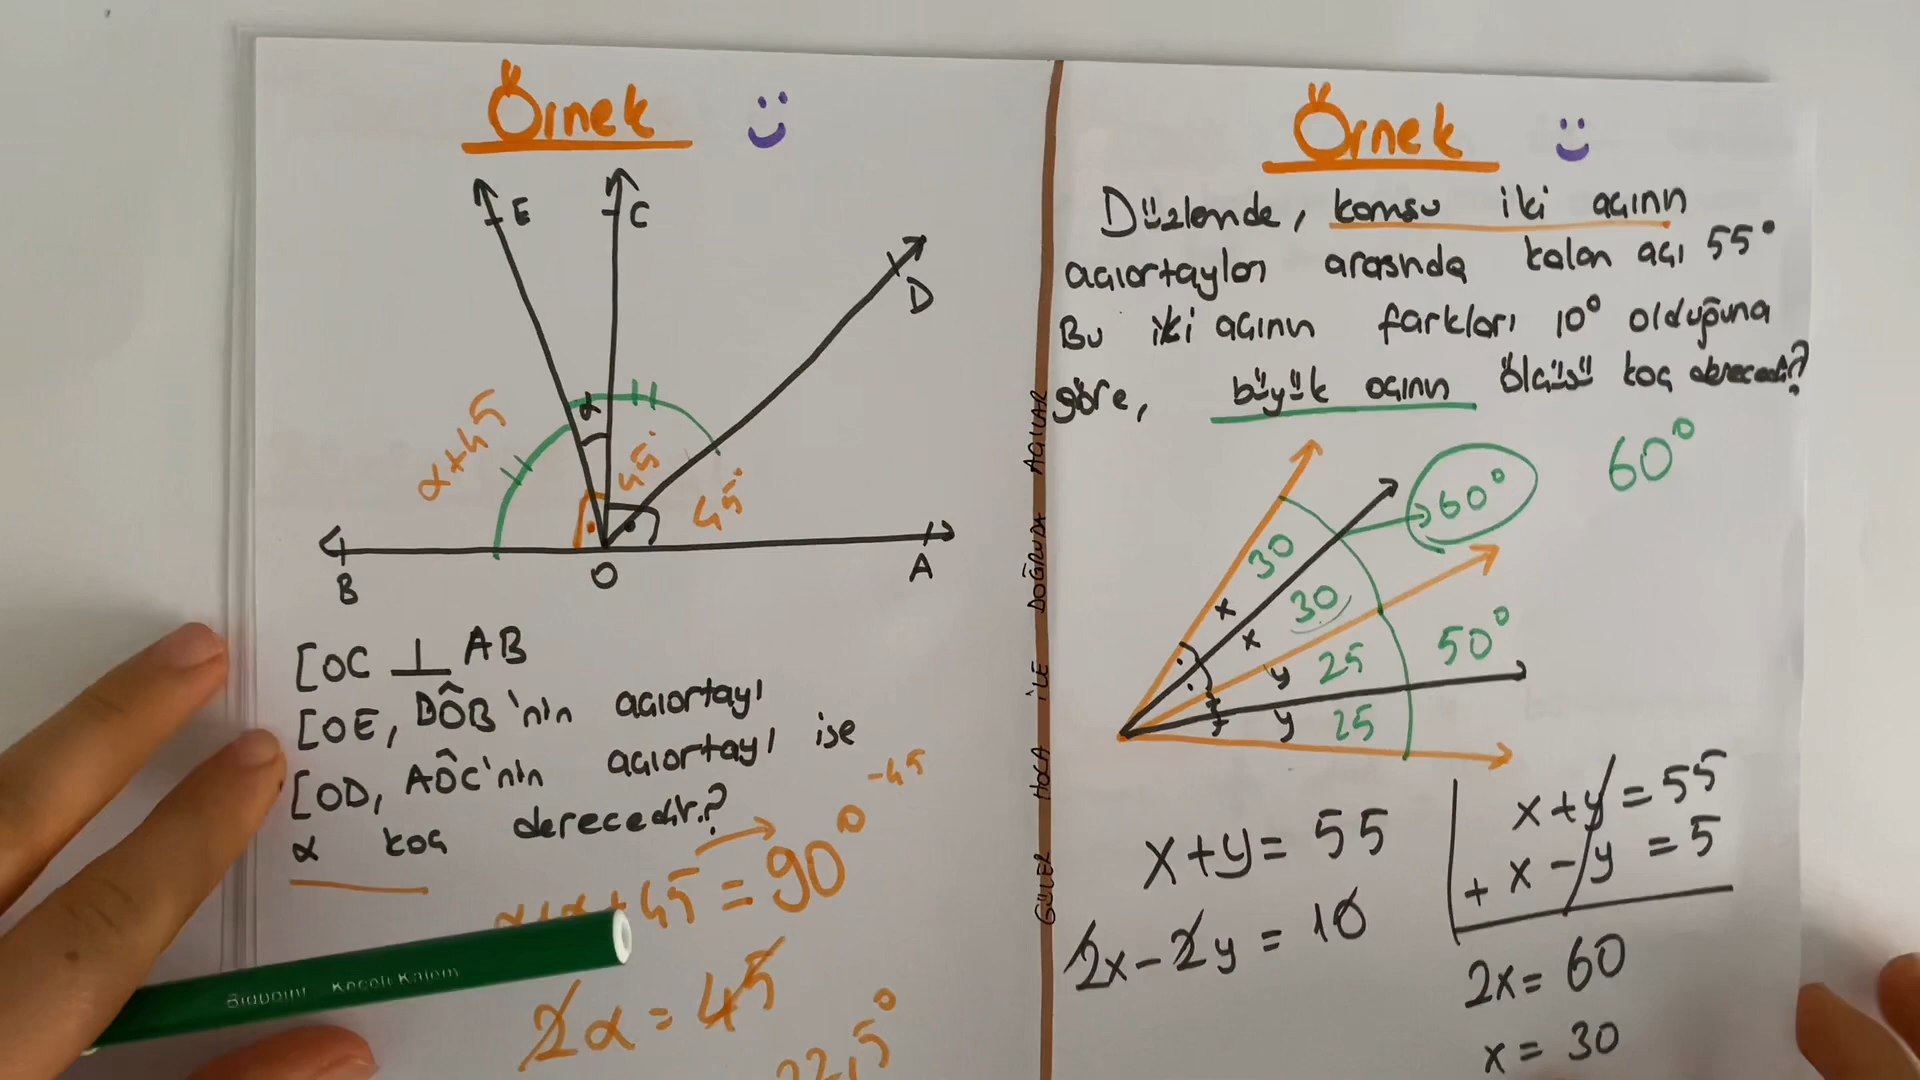 Örnek
E
C
D
α
α+45
45°
45°
B
O
A
[OC ⊥ AB
[OE, DÔB'nin açıortayı
[OD, AÔC'nin açıortayı ise
α kaç derecedir?
-45
α+α+45 = 90°
2α = 45
22,5°
GÜLER HOCA İLE DOĞRUDA AÇILAR
Örnek
Düzlemde, komşu iki açının
açıortayları arasında kalan açı 55°
Bu iki açının farkları 10° olduğuna
göre, büyük açının ölçüsü kaç derecedir?
60°
60°
30
x
30
x
50°
y
25
y
25
x+y = 55
2x-2y = 10
x+y = 55
+ x-y = 5
2x = 60
x = 30